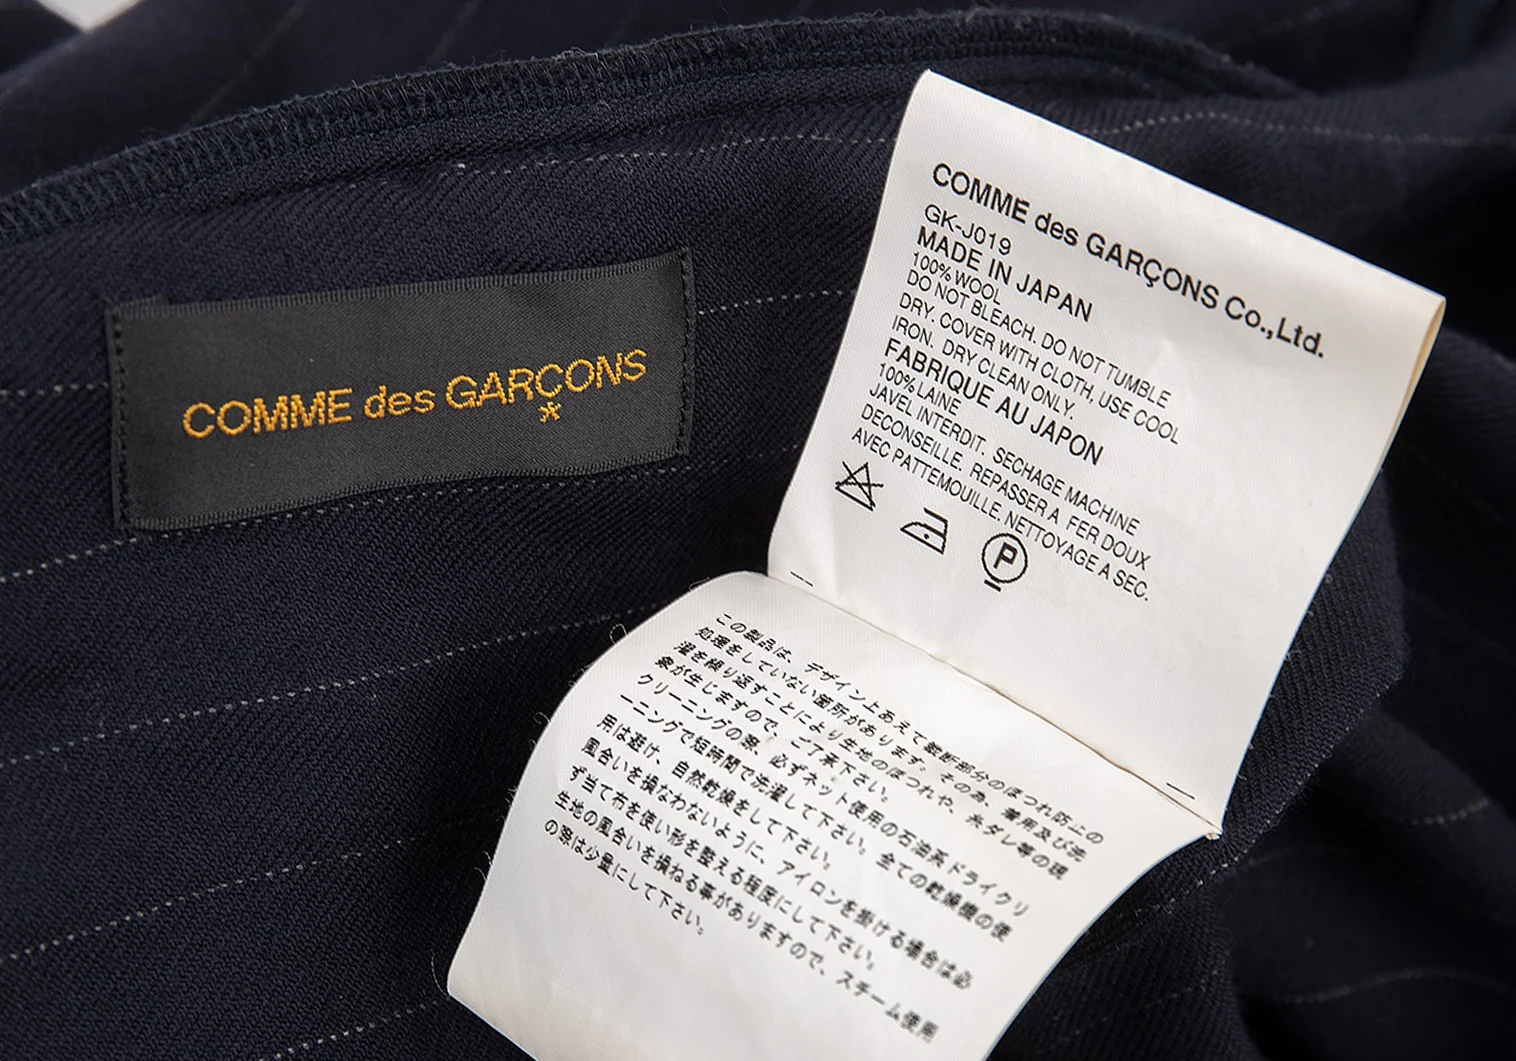 COMME des GARÇONS
COMME des GARÇONS Co.,Ltd.
GK-J019
MADE IN JAPAN
100% WOOL
DO NOT BLEACH. DO NOT TUMBLE
DRY. COVER WITH CLOTH, USE COOL
IRON. DRY CLEAN ONLY.
FABRIQUE AU JAPON
100% LAINE
JAVEL INTERDIT. SECHAGE MACHINE
DECONSEILLE. REPASSER A FER DOUX
AVEC PATTEMOUILLE. NETTOYAGE A SEC.
P
この製品は、デザイン上あえて裁断部分のほつれ防止の
処理をしていない箇所があります。その為、着用及び洗
濯を繰り返すことにより生地のほつれや、糸ダレ等の現
象が生じますので、ご了承下さい。
クリーニングの際、必ずネット使用の石油系ドライクリ
ーニングで短時間で洗濯して下さい。全ての乾燥機の使
用は避け、自然乾燥をして下さい。
風合いを損なわないように、アイロンを掛ける場合は必
ず当て布を使い形を整える程度にして下さい。
生地の風合いを損ねる事がありますので、スチーム使用
の際は少量にして下さい。